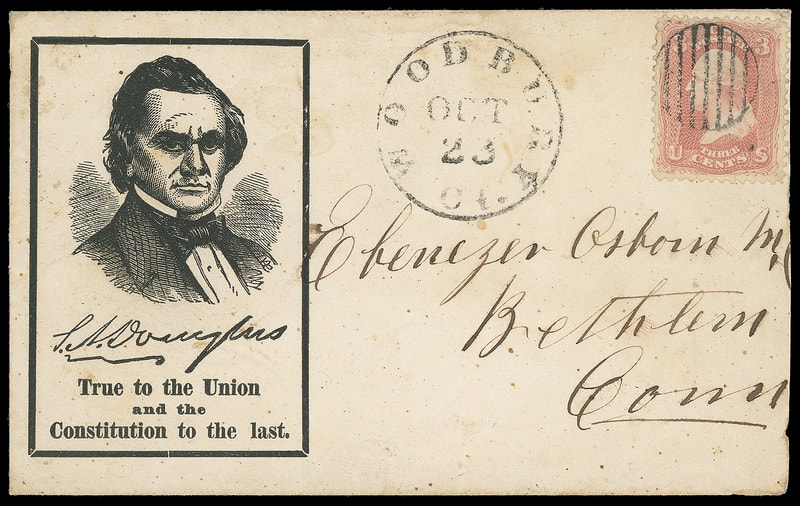 S. A. Douglas
True to the Union
and the
Constitution to the last.
WOODBURY
OCT
23
Ct.
3
U THREE CENTS S
Ebenezer Osborn
Bethlem
Conn